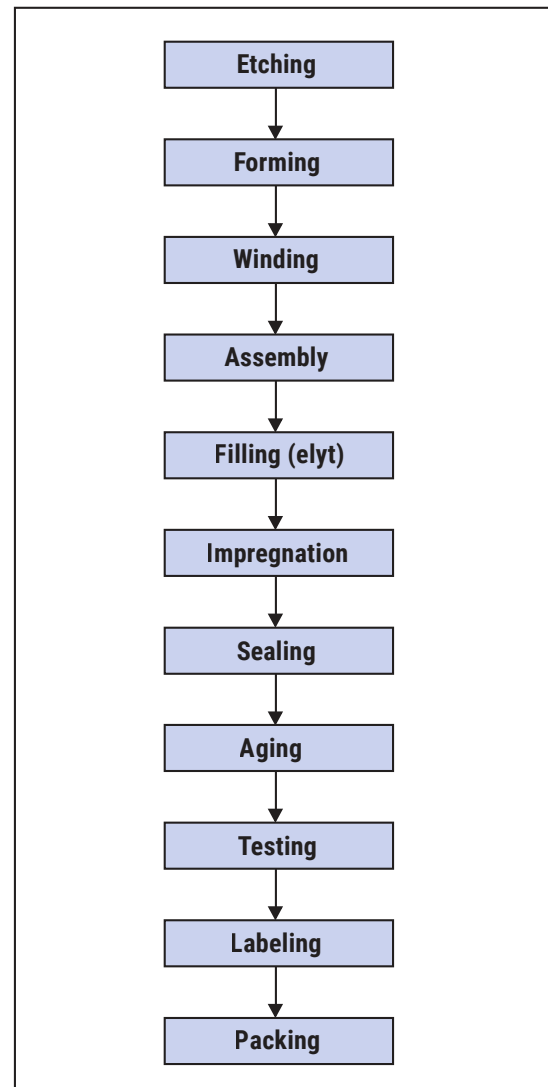 Etching
Forming
Winding
Assembly
Filling (elyt)
Impregnation
Sealing
Aging
Testing
Labeling
Packing